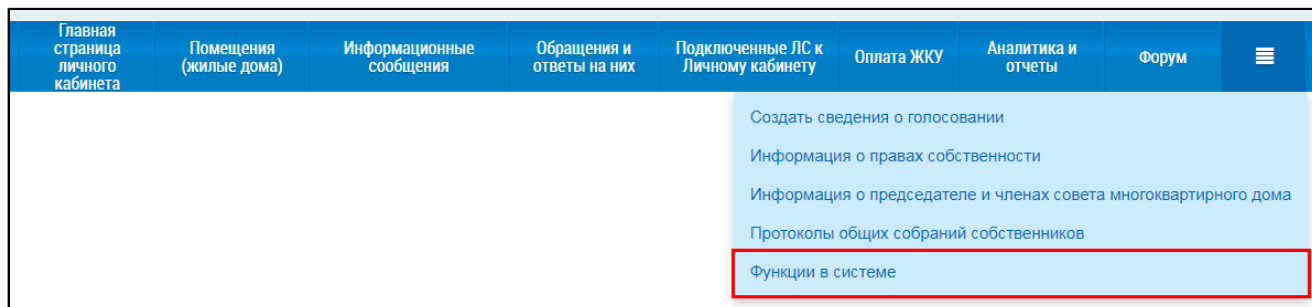 Главная
страница
личного
кабинета
Помещения
(жилые дома)
Информационные
сообщения
Обращения и
ответы на них
Подключенные ЛС к
Личному кабинету
Оплата ЖКУ
Аналитика и
отчеты
Форум
Создать сведения о голосовании
Информация о правах собственности
Информация о председателе и членах совета многоквартирного дома
Протоколы общих собраний собственников
Функции в системе